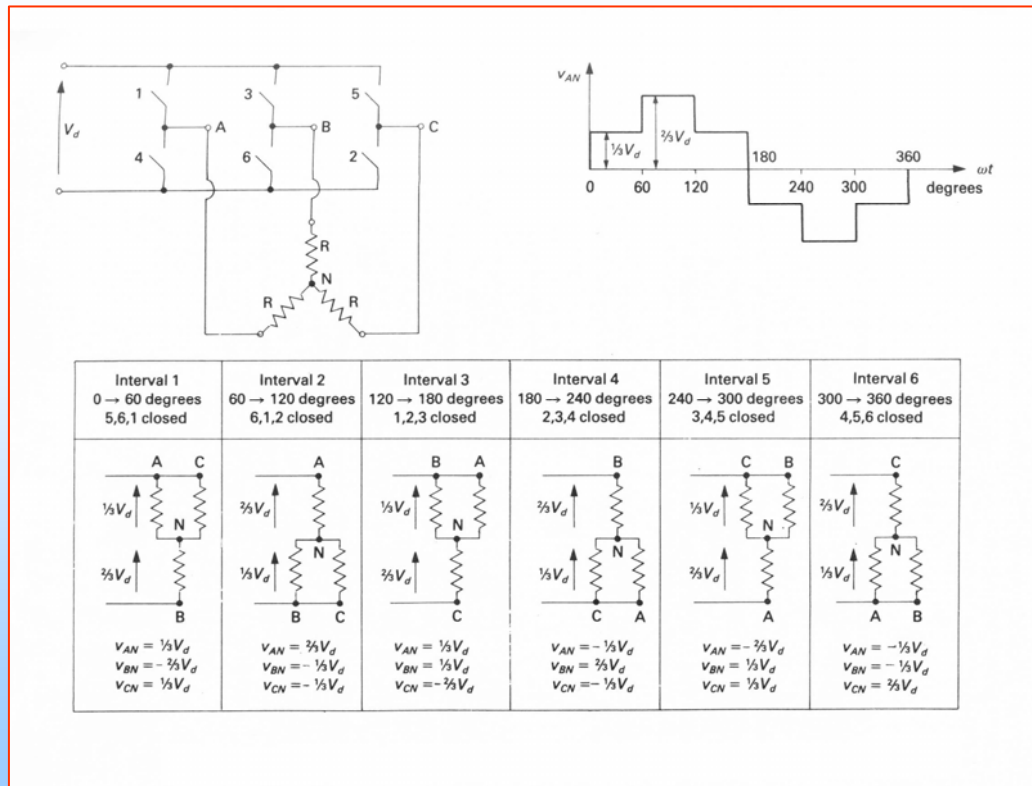 1
3
5
V_d
A
B
C
4
6
2
R
N
R
R
v_AN
⅓V_d
⅔V_d
180
360
ωt
0
60
120
240
300
degrees
Interval 1
0 → 60 degrees
5,6,1 closed
Interval 2
60 → 120 degrees
6,1,2 closed
Interval 3
120 → 180 degrees
1,2,3 closed
Interval 4
180 → 240 degrees
2,3,4 closed
Interval 5
240 → 300 degrees
3,4,5 closed
Interval 6
300 → 360 degrees
4,5,6 closed
A C
⅓V_d
N
⅔V_d
B
v_AN = ⅓V_d
v_BN = -⅔V_d
v_CN = ⅓V_d
A
⅔V_d
N
⅓V_d
B C
v_AN = ⅔V_d
v_BN = -⅓V_d
v_CN = -⅓V_d
B A
⅓V_d
N
⅔V_d
C
v_AN = ⅓V_d
v_BN = ⅓V_d
v_CN = -⅔V_d
B
⅔V_d
N
⅓V_d
C A
v_AN = -⅓V_d
v_BN = ⅔V_d
v_CN = -⅓V_d
C B
⅓V_d
N
⅔V_d
A
v_AN = -⅔V_d
v_BN = ⅓V_d
v_CN = ⅓V_d
C
⅔V_d
N
⅓V_d
A B
v_AN = -⅓V_d
v_BN = -⅓V_d
v_CN = ⅔V_d